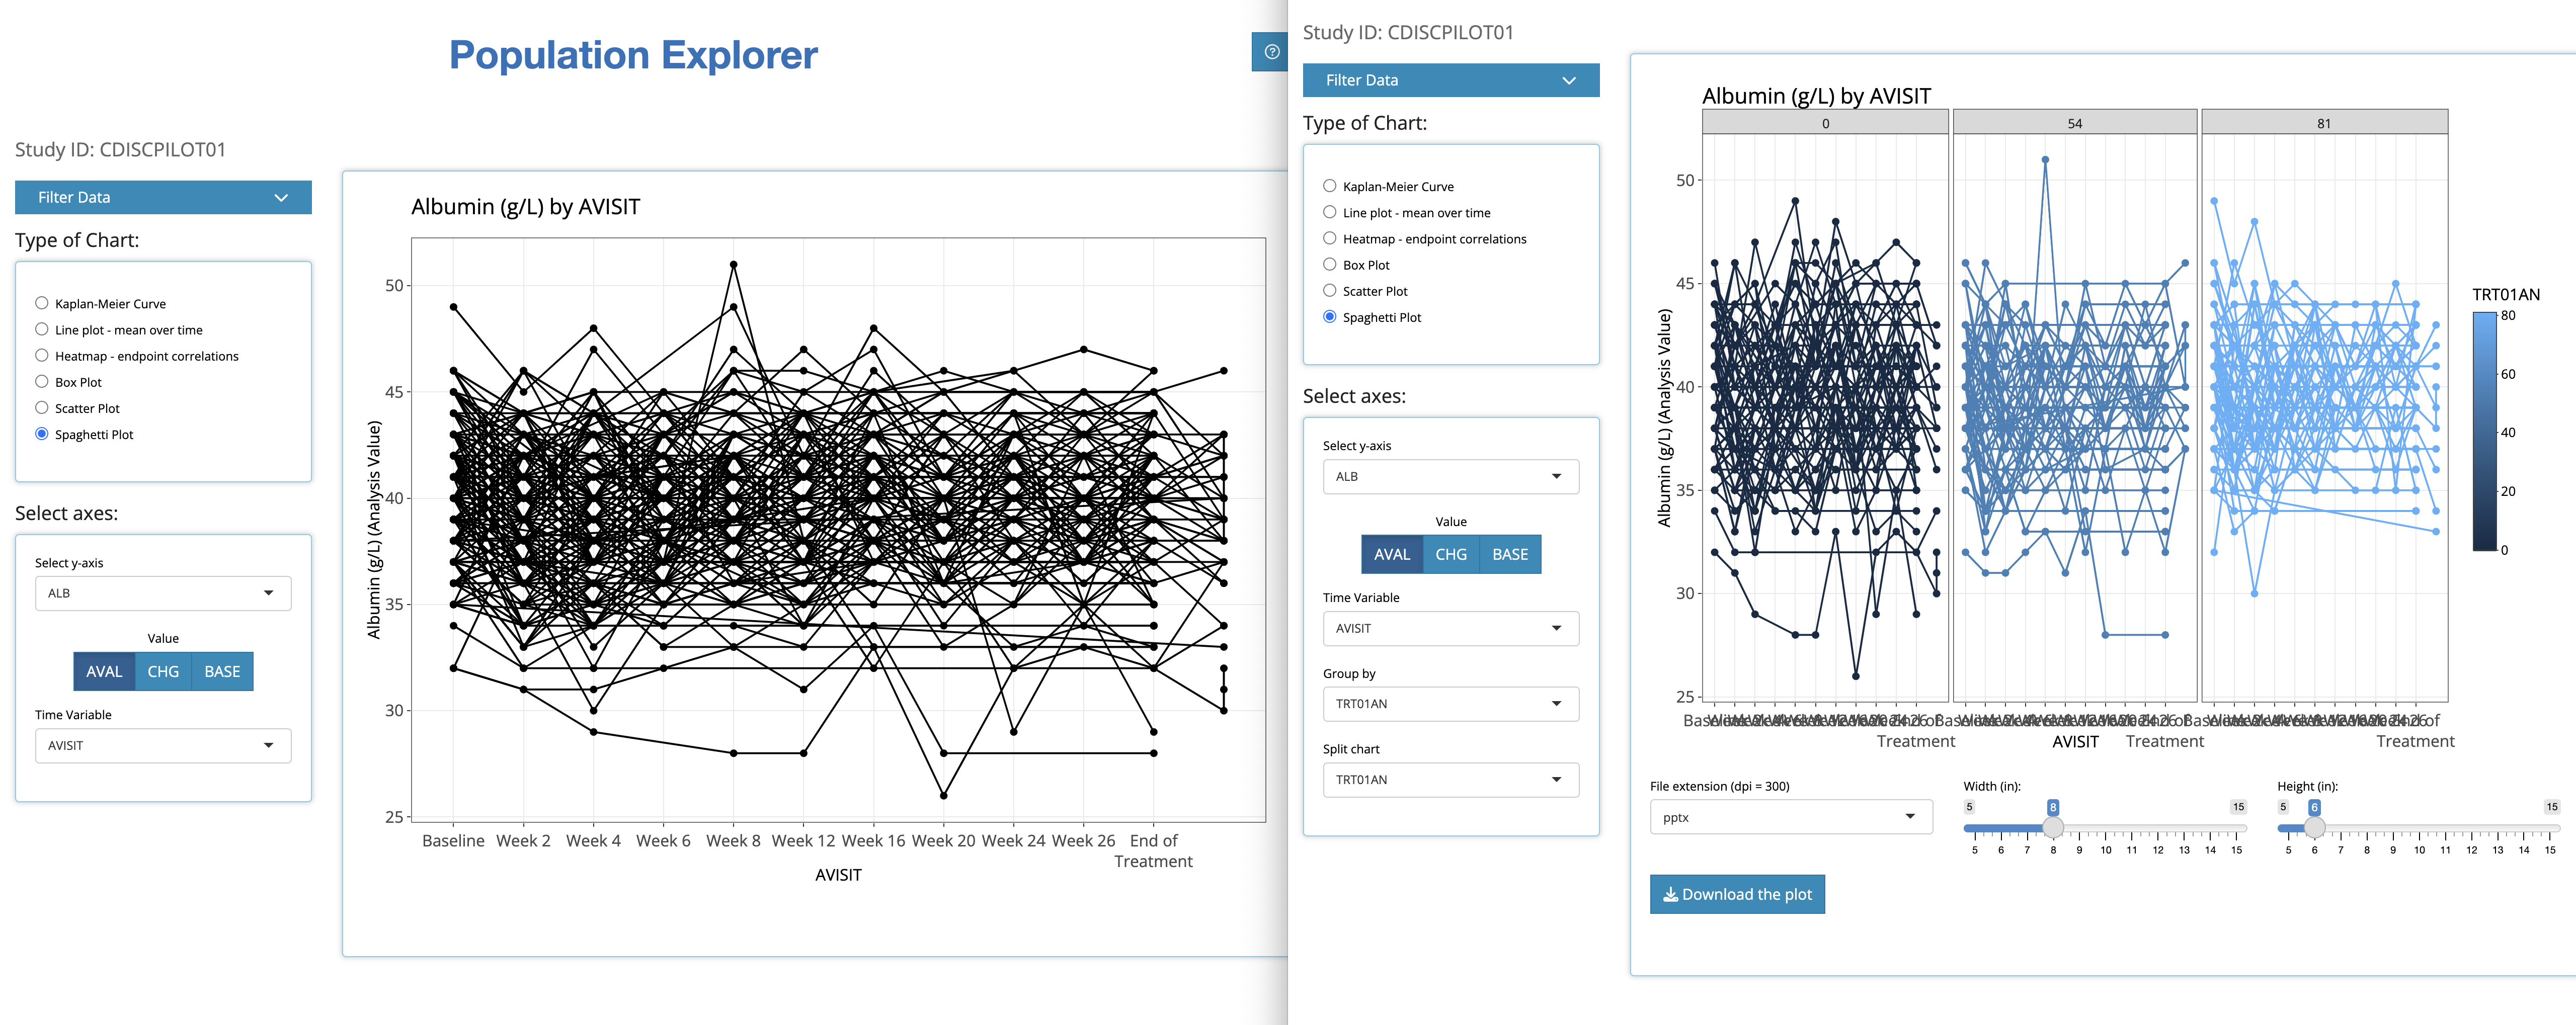 Population Explorer
Study ID: CDISCPILOT01
Filter Data
Type of Chart:
Kaplan-Meier Curve
Line plot - mean over time
Heatmap - endpoint correlations
Box Plot
Scatter Plot
Spaghetti Plot
Select axes:
Select y-axis
ALB
Value
AVAL CHG BASE
Time Variable
AVISIT
Albumin (g/L) by AVISIT
Albumin (g/L) (Analysis Value)
50
45
40
35
30
25
Baseline Week 2 Week 4 Week 6 Week 8 Week 12 Week 16 Week 20 Week 24 Week 26 End of
Treatment
AVISIT
Study ID: CDISCPILOT01
Filter Data
Type of Chart:
Kaplan-Meier Curve
Line plot - mean over time
Heatmap - endpoint correlations
Box Plot
Scatter Plot
Spaghetti Plot
Select axes:
Select y-axis
ALB
Value
AVAL CHG BASE
Time Variable
AVISIT
Group by
TRT01AN
Split chart
TRT01AN
Albumin (g/L) by AVISIT
0 54 81
Albumin (g/L) (Analysis Value)
50
45
40
35
30
25
Treatment Treatment Treatment
AVISIT
TRT01AN
80
60
40
20
0
File extension (dpi = 300)
pptx
Width (in):
5 8 15
5 6 7 8 9 10 11 12 13 14 15
Height (in):
5 6 15
5 6 7 8 9 10 11 12 13 14 15
Download the plot